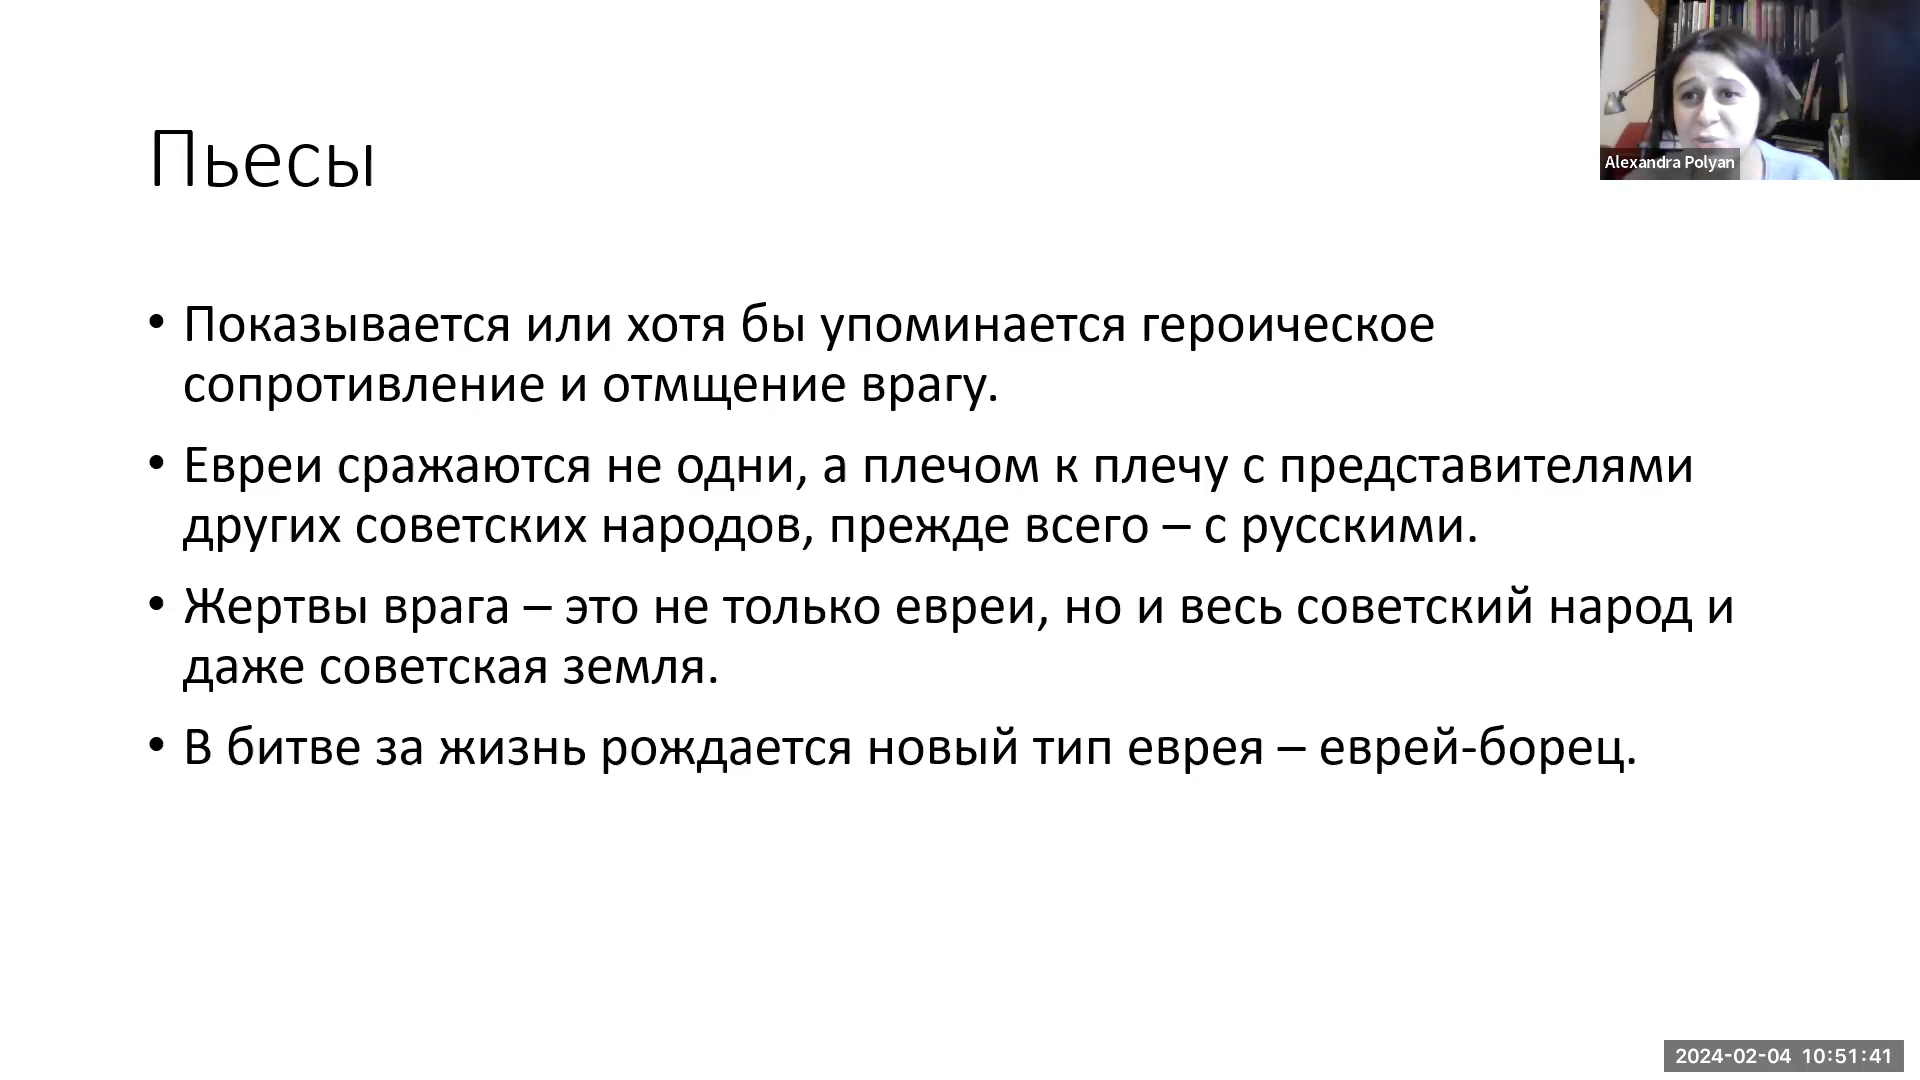 Alexandra Polyan
Пьесы
• Показывается или хотя бы упоминается героическое
сопротивление и отмщение врагу.
• Евреи сражаются не одни, а плечом к плечу с представителями
других советских народов, прежде всего – с русскими.
• Жертвы врага – это не только евреи, но и весь советский народ и
даже советская земля.
• В битве за жизнь рождается новый тип еврея – еврей-борец.
2024-02-04 10:51:41